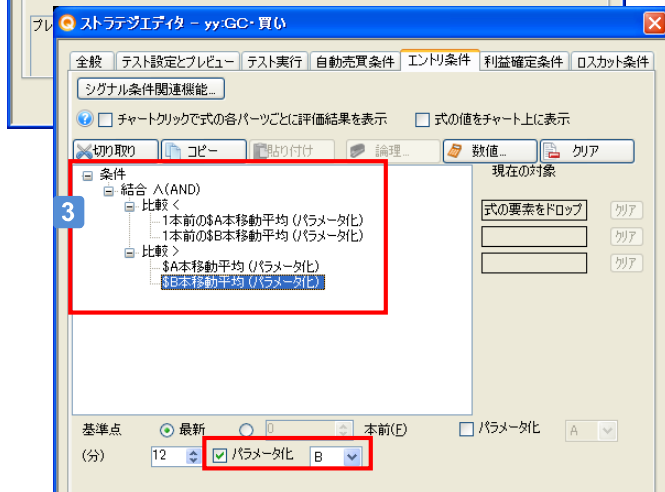 プレ
ストラテジエディタ - yy:GC・買い
全般 テスト設定とプレビュー テスト実行 自動売買条件 エントリ条件 利益確定条件 ロスカット条件
シグナル条件関連機能...
チャートクリックで式の各パーツごとに評価結果を表示 式の値をチャート上に表示
切り取り コピー 貼り付け 論理... 数値... クリア
条件
結合 ∧(AND)
比較 <
1本前の$A本移動平均 (パラメータ化)
1本前の$B本移動平均 (パラメータ化)
比較 >
$A本移動平均 (パラメータ化)
$B本移動平均 (パラメータ化)
3
現在の対象
式の要素をドロップ クリア
クリア
クリア
基準点 最新 0 本前(F) パラメータ化 A
(分) 12 パラメータ化 B